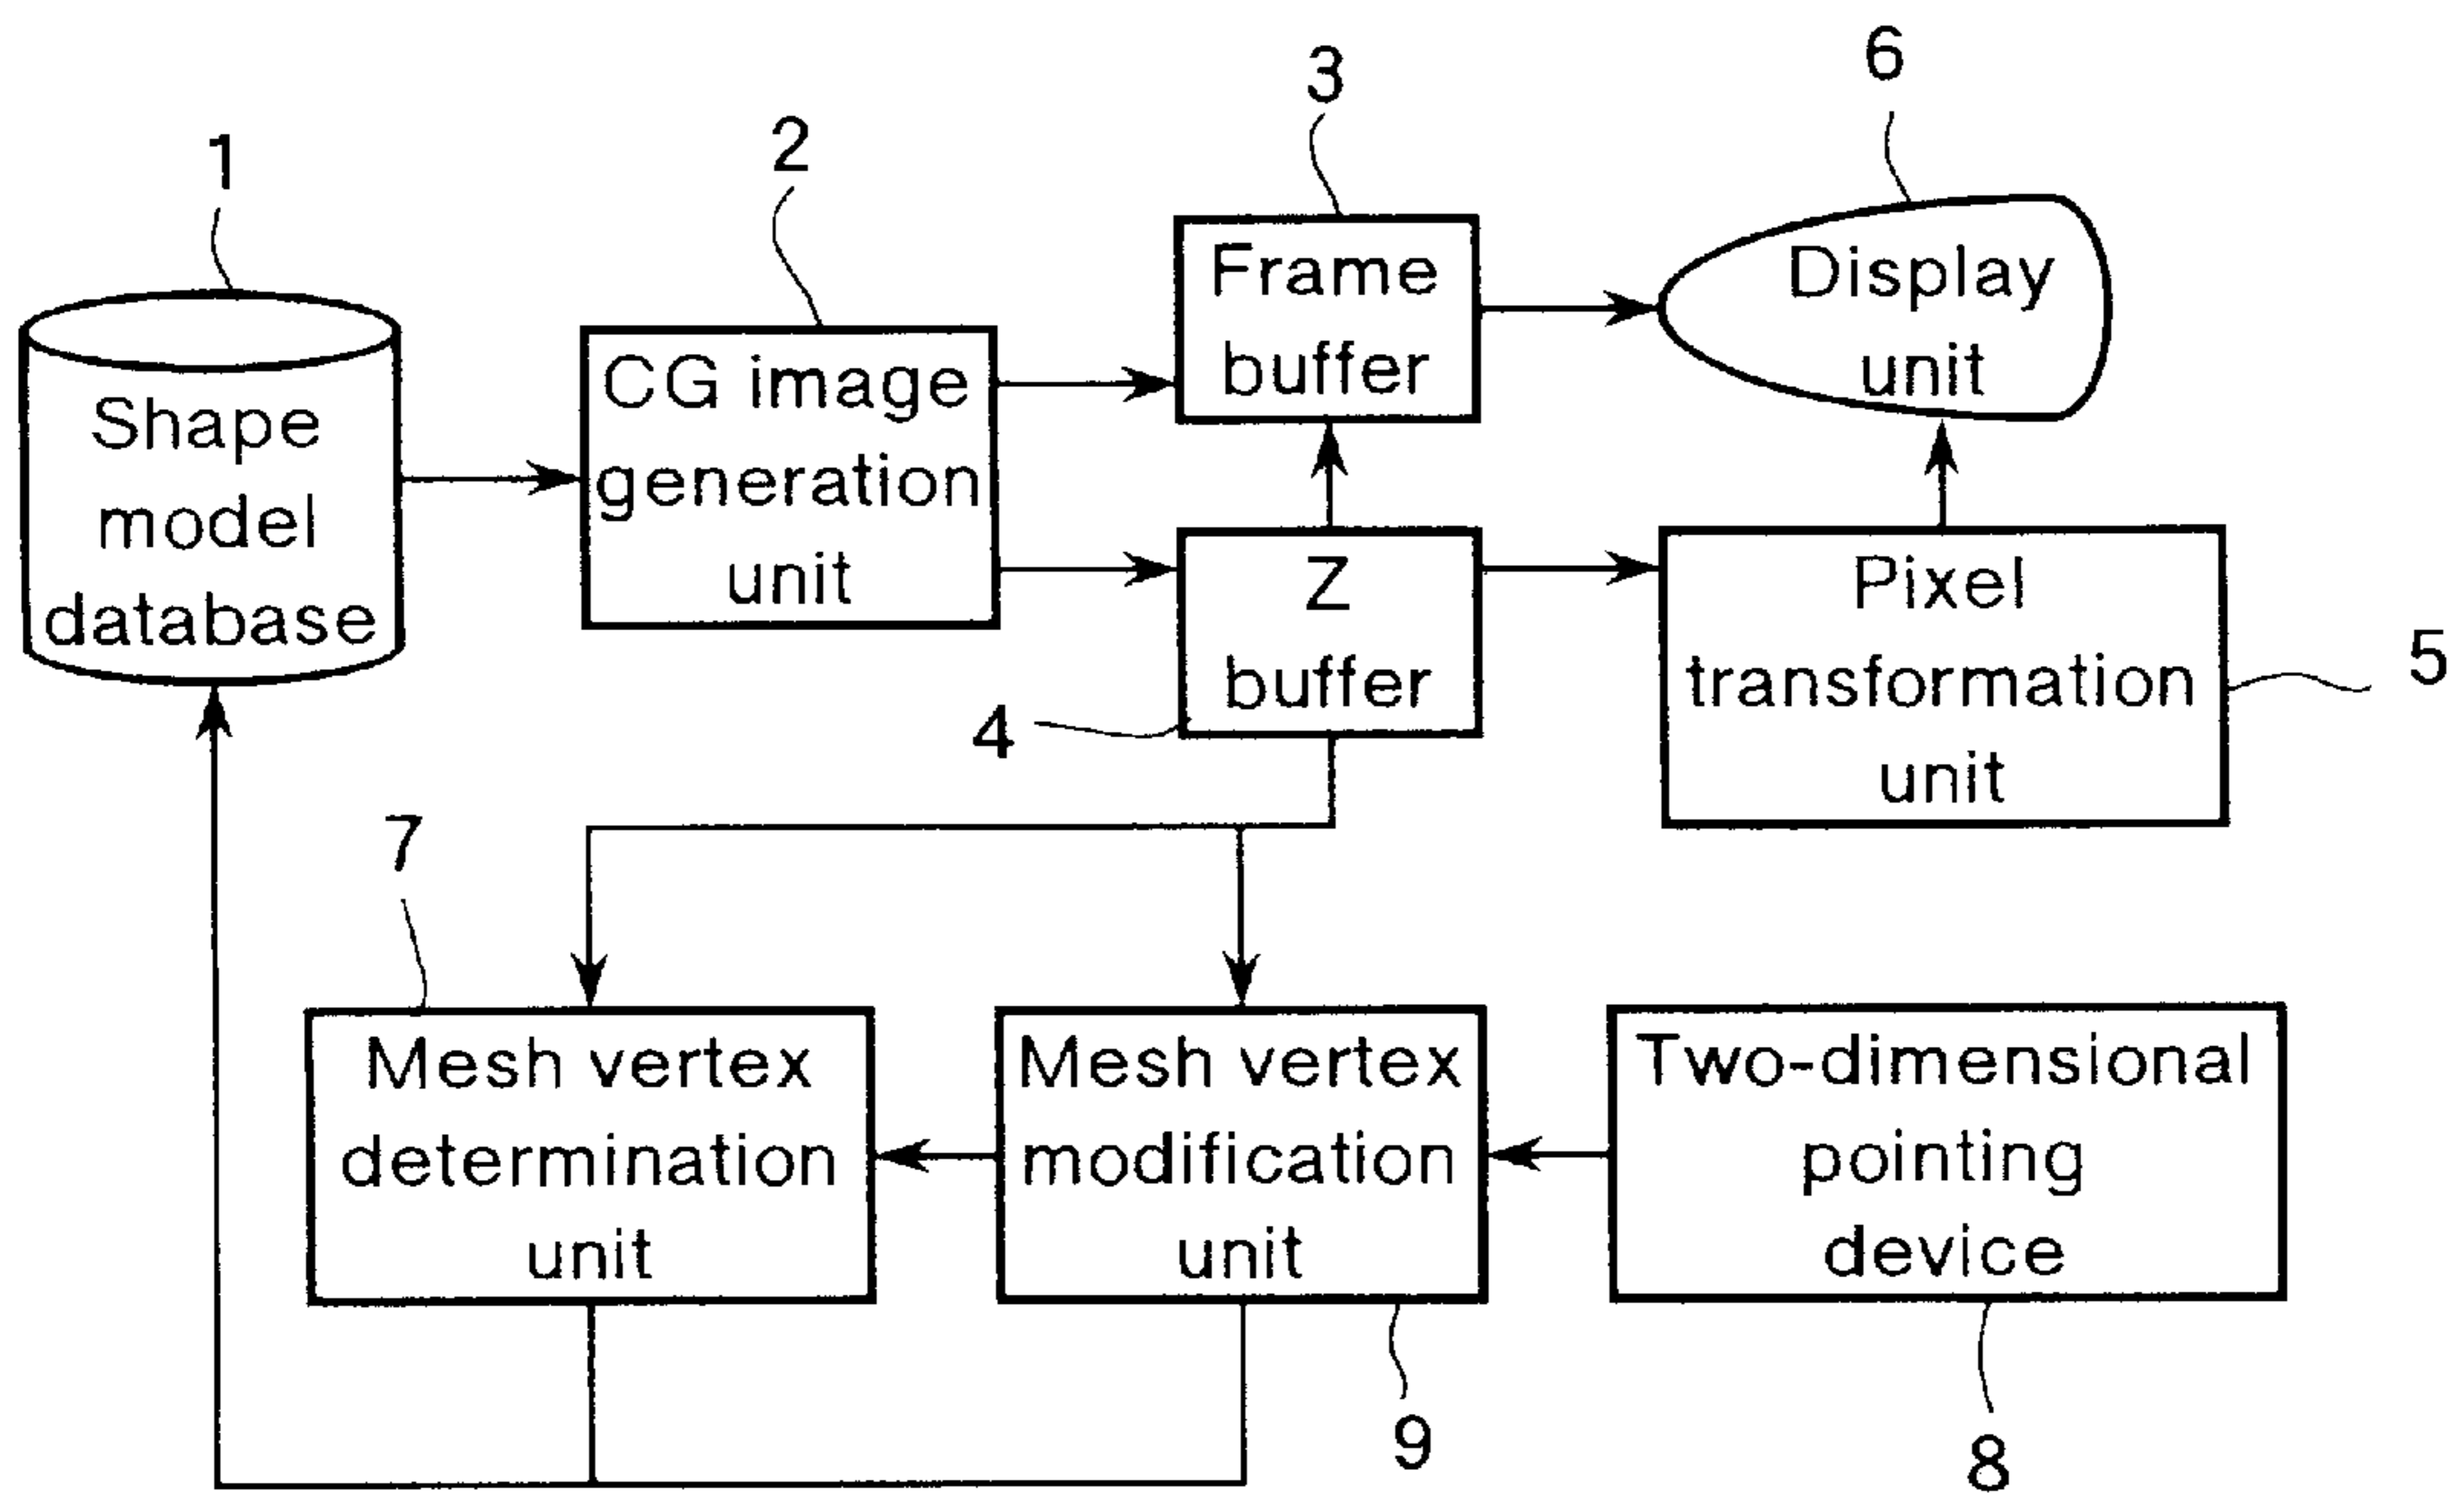 1
Shape
model
database
2
CG image
generation
unit
3
Frame
buffer
6
Display
unit
4
Z
buffer
5
Pixel
transformation
unit
7
Mesh vertex
determination
unit
9
Mesh vertex
modification
unit
8
Two-dimensional
pointing
device